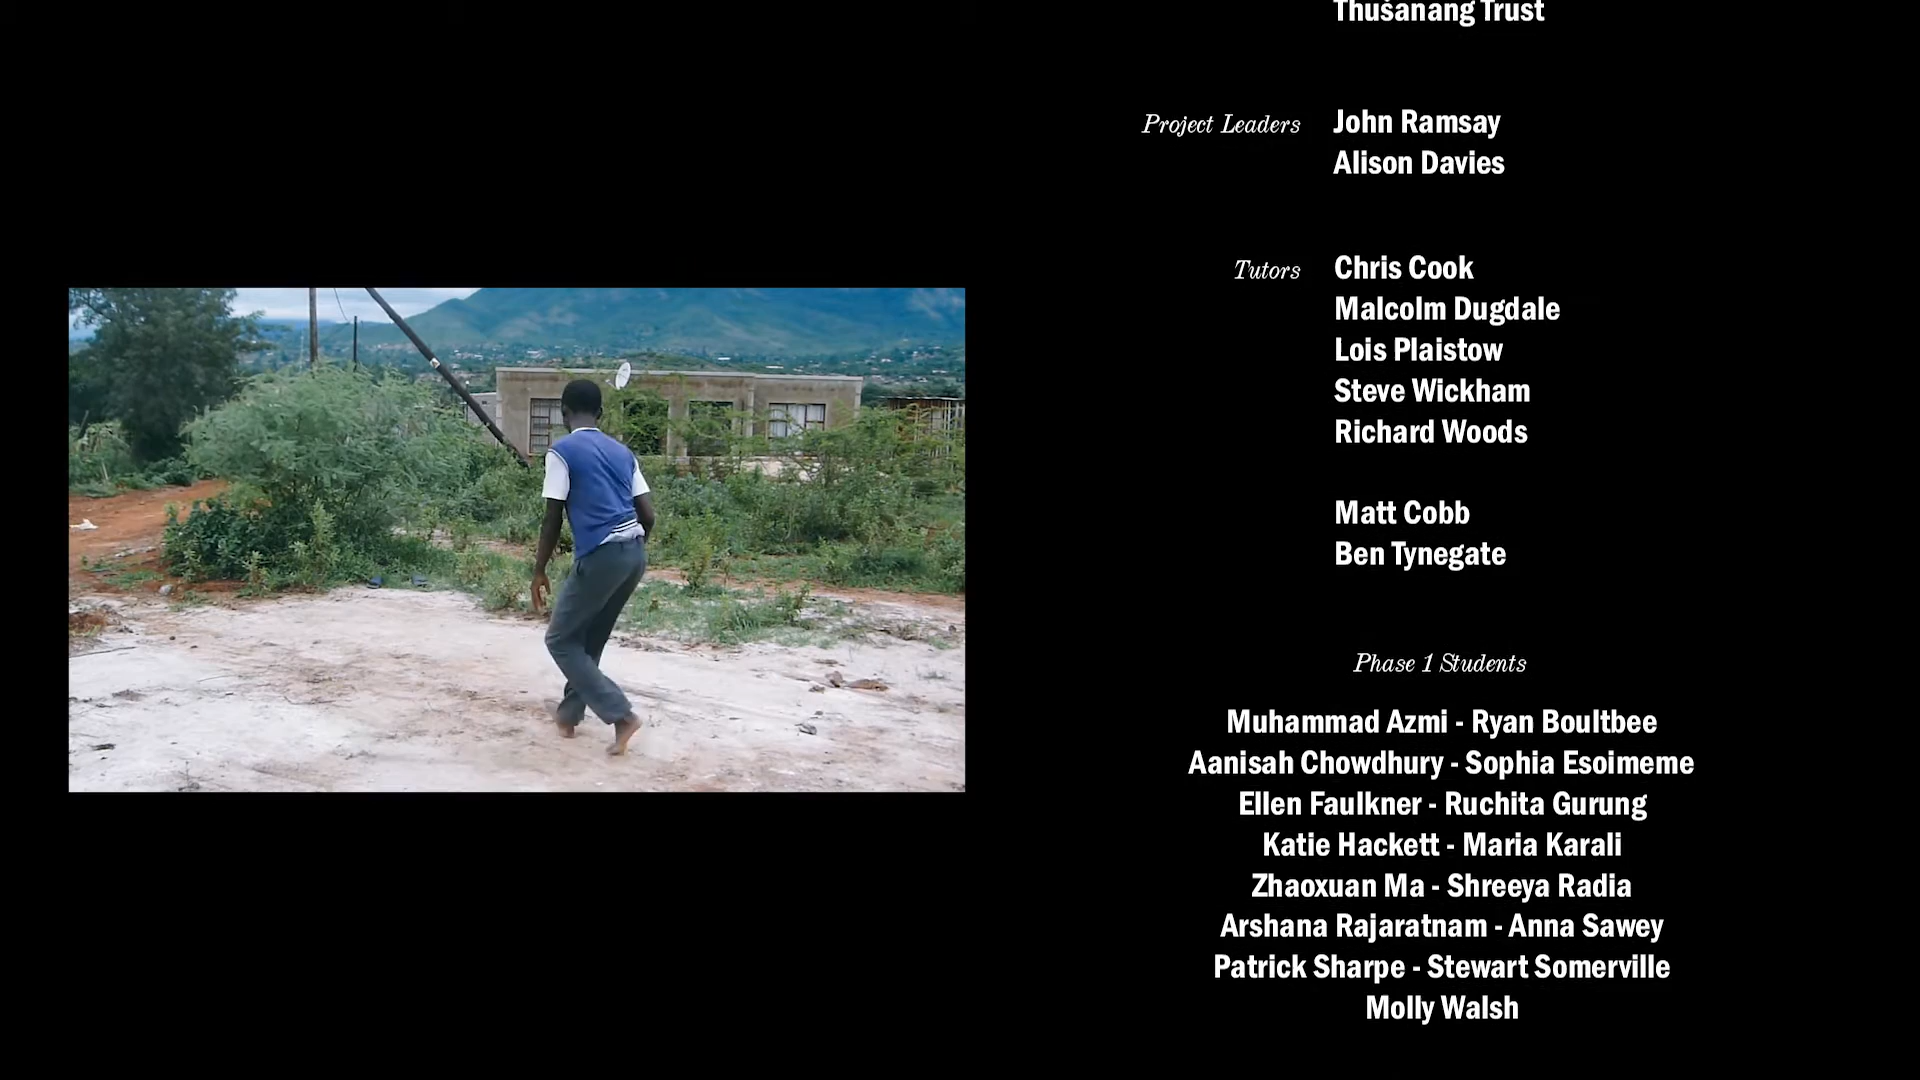 Thušanang Trust
Project Leaders John Ramsay
Alison Davies
Tutors Chris Cook
Malcolm Dugdale
Lois Plaistow
Steve Wickham
Richard Woods
Matt Cobb
Ben Tynegate
Phase 1 Students
Muhammad Azmi - Ryan Boultbee
Aanisah Chowdhury - Sophia Esoimeme
Ellen Faulkner - Ruchita Gurung
Katie Hackett - Maria Karali
Zhaoxuan Ma - Shreeya Radia
Arshana Rajaratnam - Anna Sawey
Patrick Sharpe - Stewart Somerville
Molly Walsh